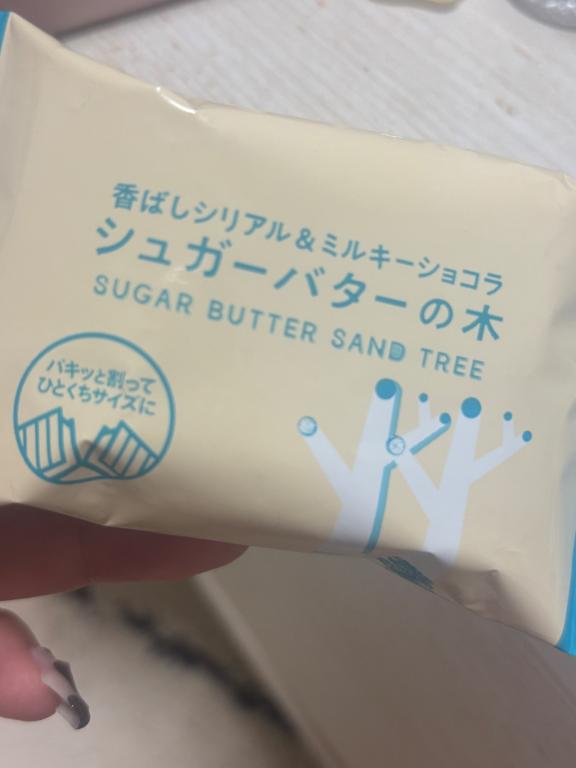 香ばしシリアル&ミルキーショコラ
シュガーバターの木
SUGAR BUTTER SAND TREE
パキッと割って
ひとくちサイズに